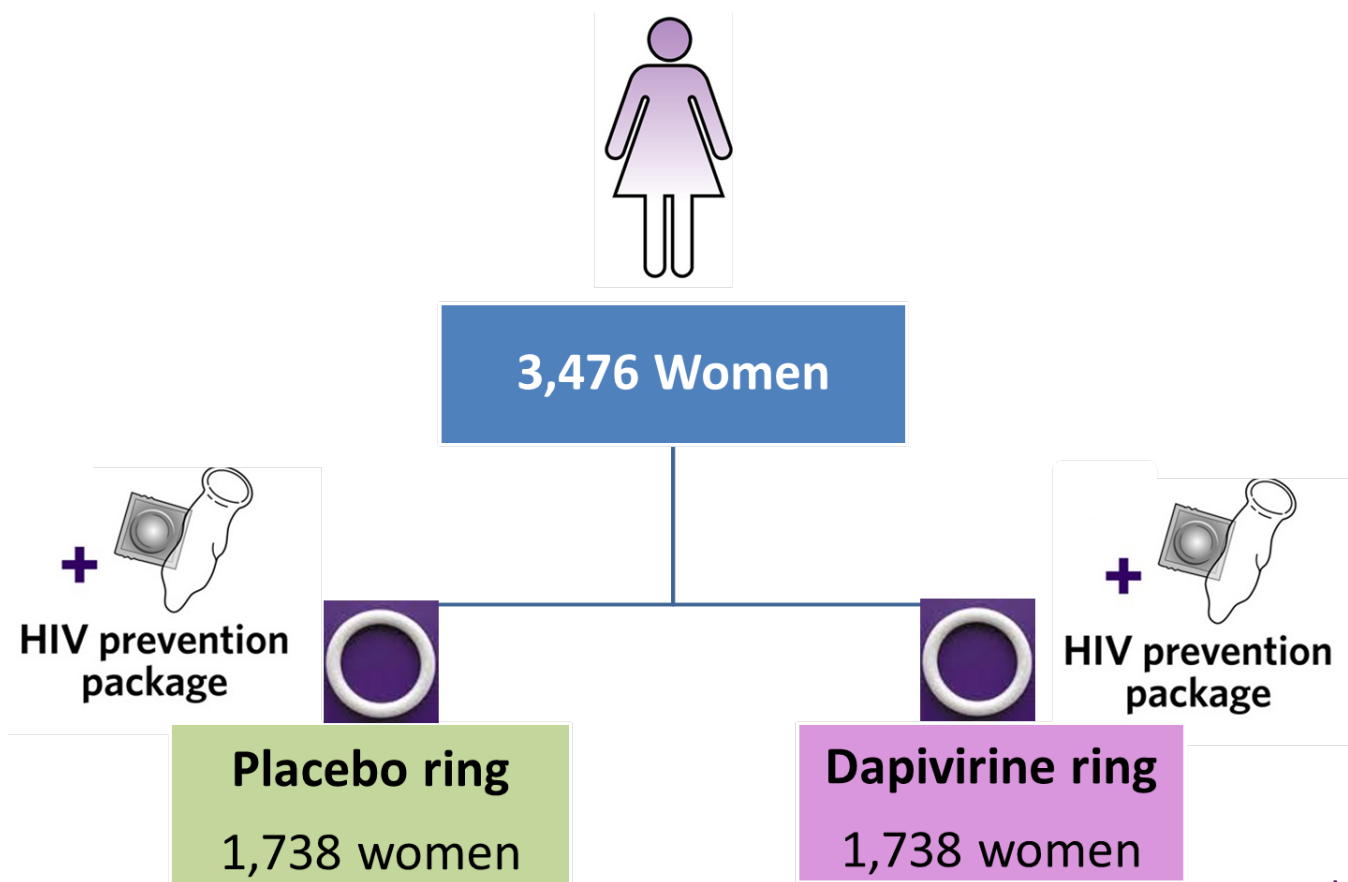 3,476 Women
+
HIV prevention
package
+
HIV prevention
package
Placebo ring
1,738 women
Dapivirine ring
1,738 women